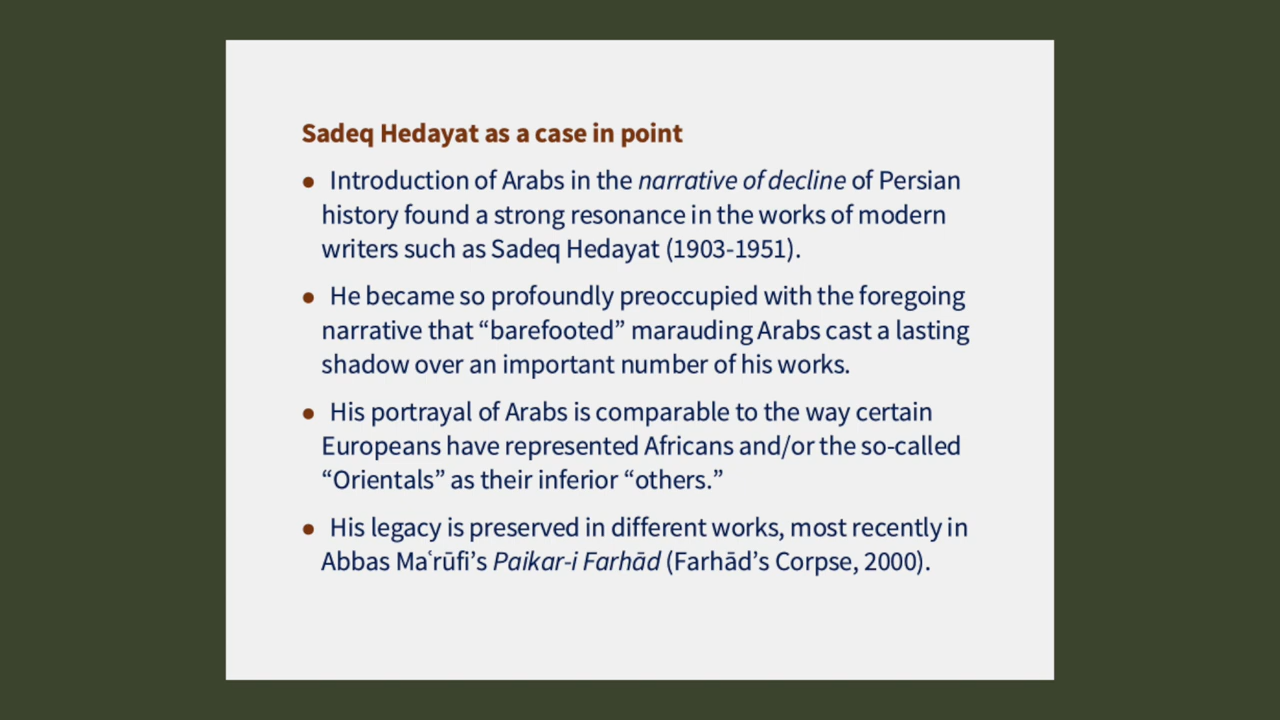 Sadeq Hedayat as a case in point
● Introduction of Arabs in the narrative of decline of Persian
history found a strong resonance in the works of modern
writers such as Sadeq Hedayat (1903-1951).
● He became so profoundly preoccupied with the foregoing
narrative that “barefooted” marauding Arabs cast a lasting
shadow over an important number of his works.
● His portrayal of Arabs is comparable to the way certain
Europeans have represented Africans and/or the so-called
“Orientals” as their inferior “others.”
● His legacy is preserved in different works, most recently in
Abbas Maʿrūfi’s Paikar-i Farhād (Farhād’s Corpse, 2000).